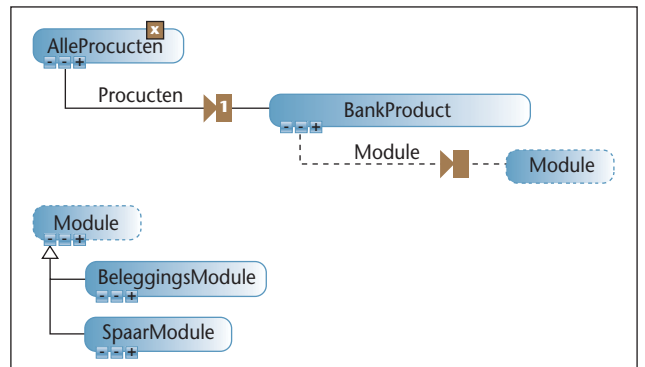 x
AlleProcucten
- - +
Procucten
1
BankProduct
- - +
Module
Module
Module
- - +
BeleggingsModule
- - +
SpaarModule
- - +